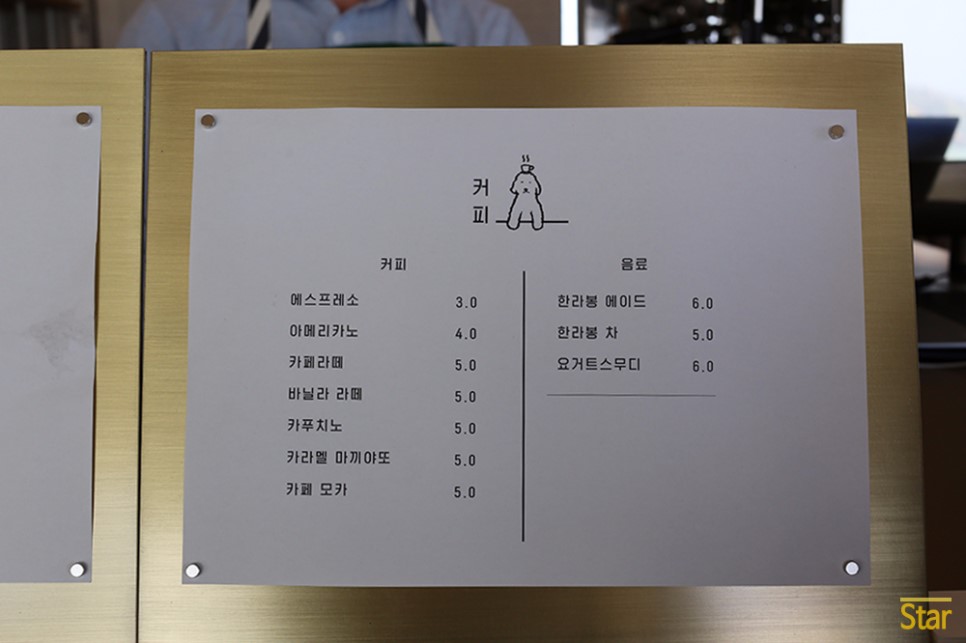 커
피
커피
에스프레소 3.0
아메리카노 4.0
카페라떼 5.0
바닐라 라떼 5.0
카푸치노 5.0
카라멜 마끼야또 5.0
카페 모카 5.0
음료
한라봉 에이드 6.0
한라봉 차 5.0
요거트스무디 6.0
Star